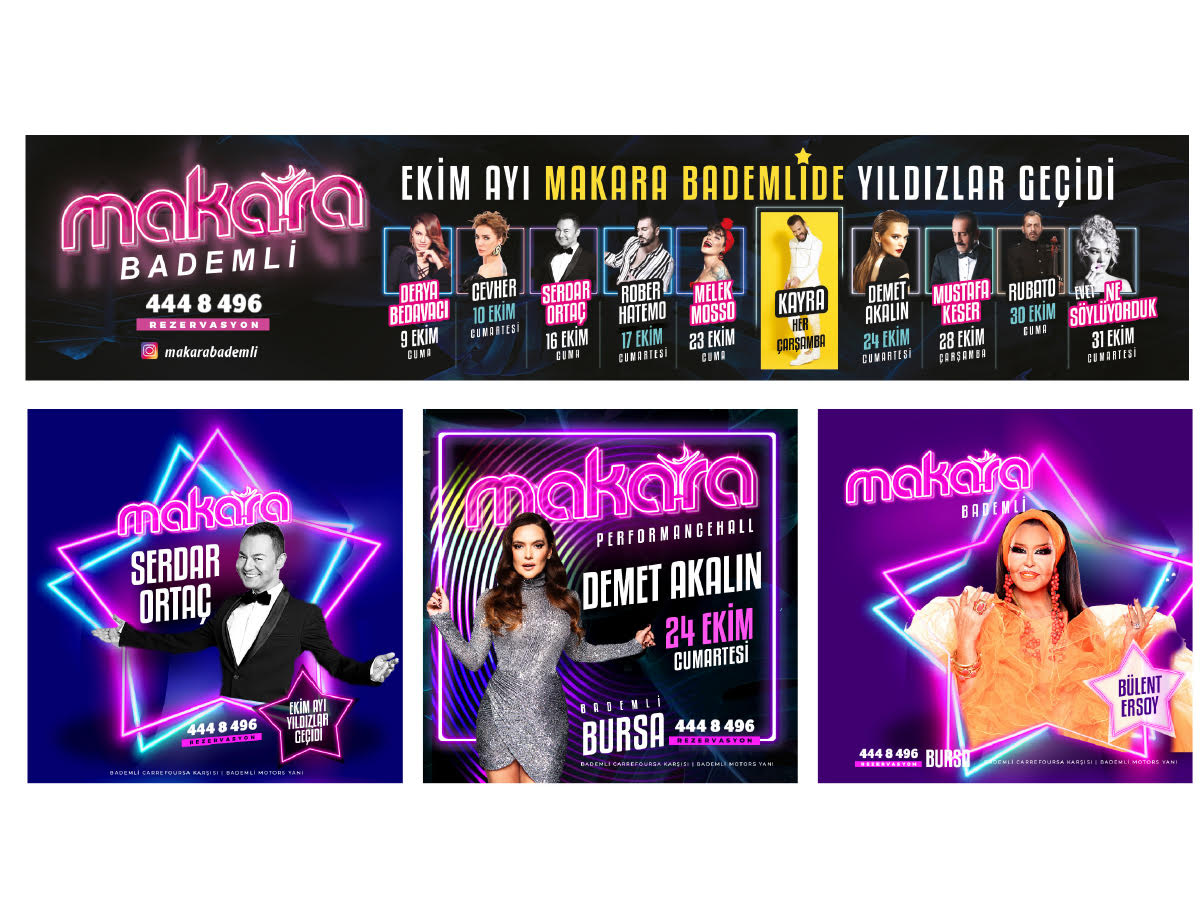 makara
BADEMLİ
444 8 496
REZERVASYON
makarabademli
EKİM AYI MAKARA BADEMLİDE YILDIZLAR GEÇİDİ
DERYA
BEDAVACI
9 EKİM
CUMA
CEVHER
10 EKİM
CUMARTESİ
SERDAR
ORTAÇ
16 EKİM
CUMA
ROBER
HATEMO
17 EKİM
CUMARTESİ
MELEK
MOSSO
23 EKİM
CUMA
KAYRA
HER
ÇARŞAMBA
DEMET
AKALIN
24 EKİM
CUMARTESİ
MUSTAFA
KESER
28 EKİM
ÇARŞAMBA
RUBATO
30 EKİM
CUMA
EVET NE
SÖYLÜYORDUK
31 EKİM
CUMARTESİ
makara
SERDAR
ORTAÇ
444 8 496
REZERVASYON
EKİM AYI
YILDIZLAR
GEÇİDİ
BADEMLİ CARREFOURSA KARŞISI | BADEMLİ MOTORS YANI
makara
PERFORMANCEHALL
DEMET AKALIN
24 EKİM
CUMARTESİ
BADEMLİ
BURSA
444 8 496
REZERVASYON
BADEMLİ CARREFOURSA KARŞISI | BADEMLİ MOTORS YANI
makara
BADEMLİ
BÜLENT
ERSOY
444 8 496
REZERVASYON
BURSA
BADEMLİ CARREFOURSA KARŞISI | BADEMLİ MOTORS YANI